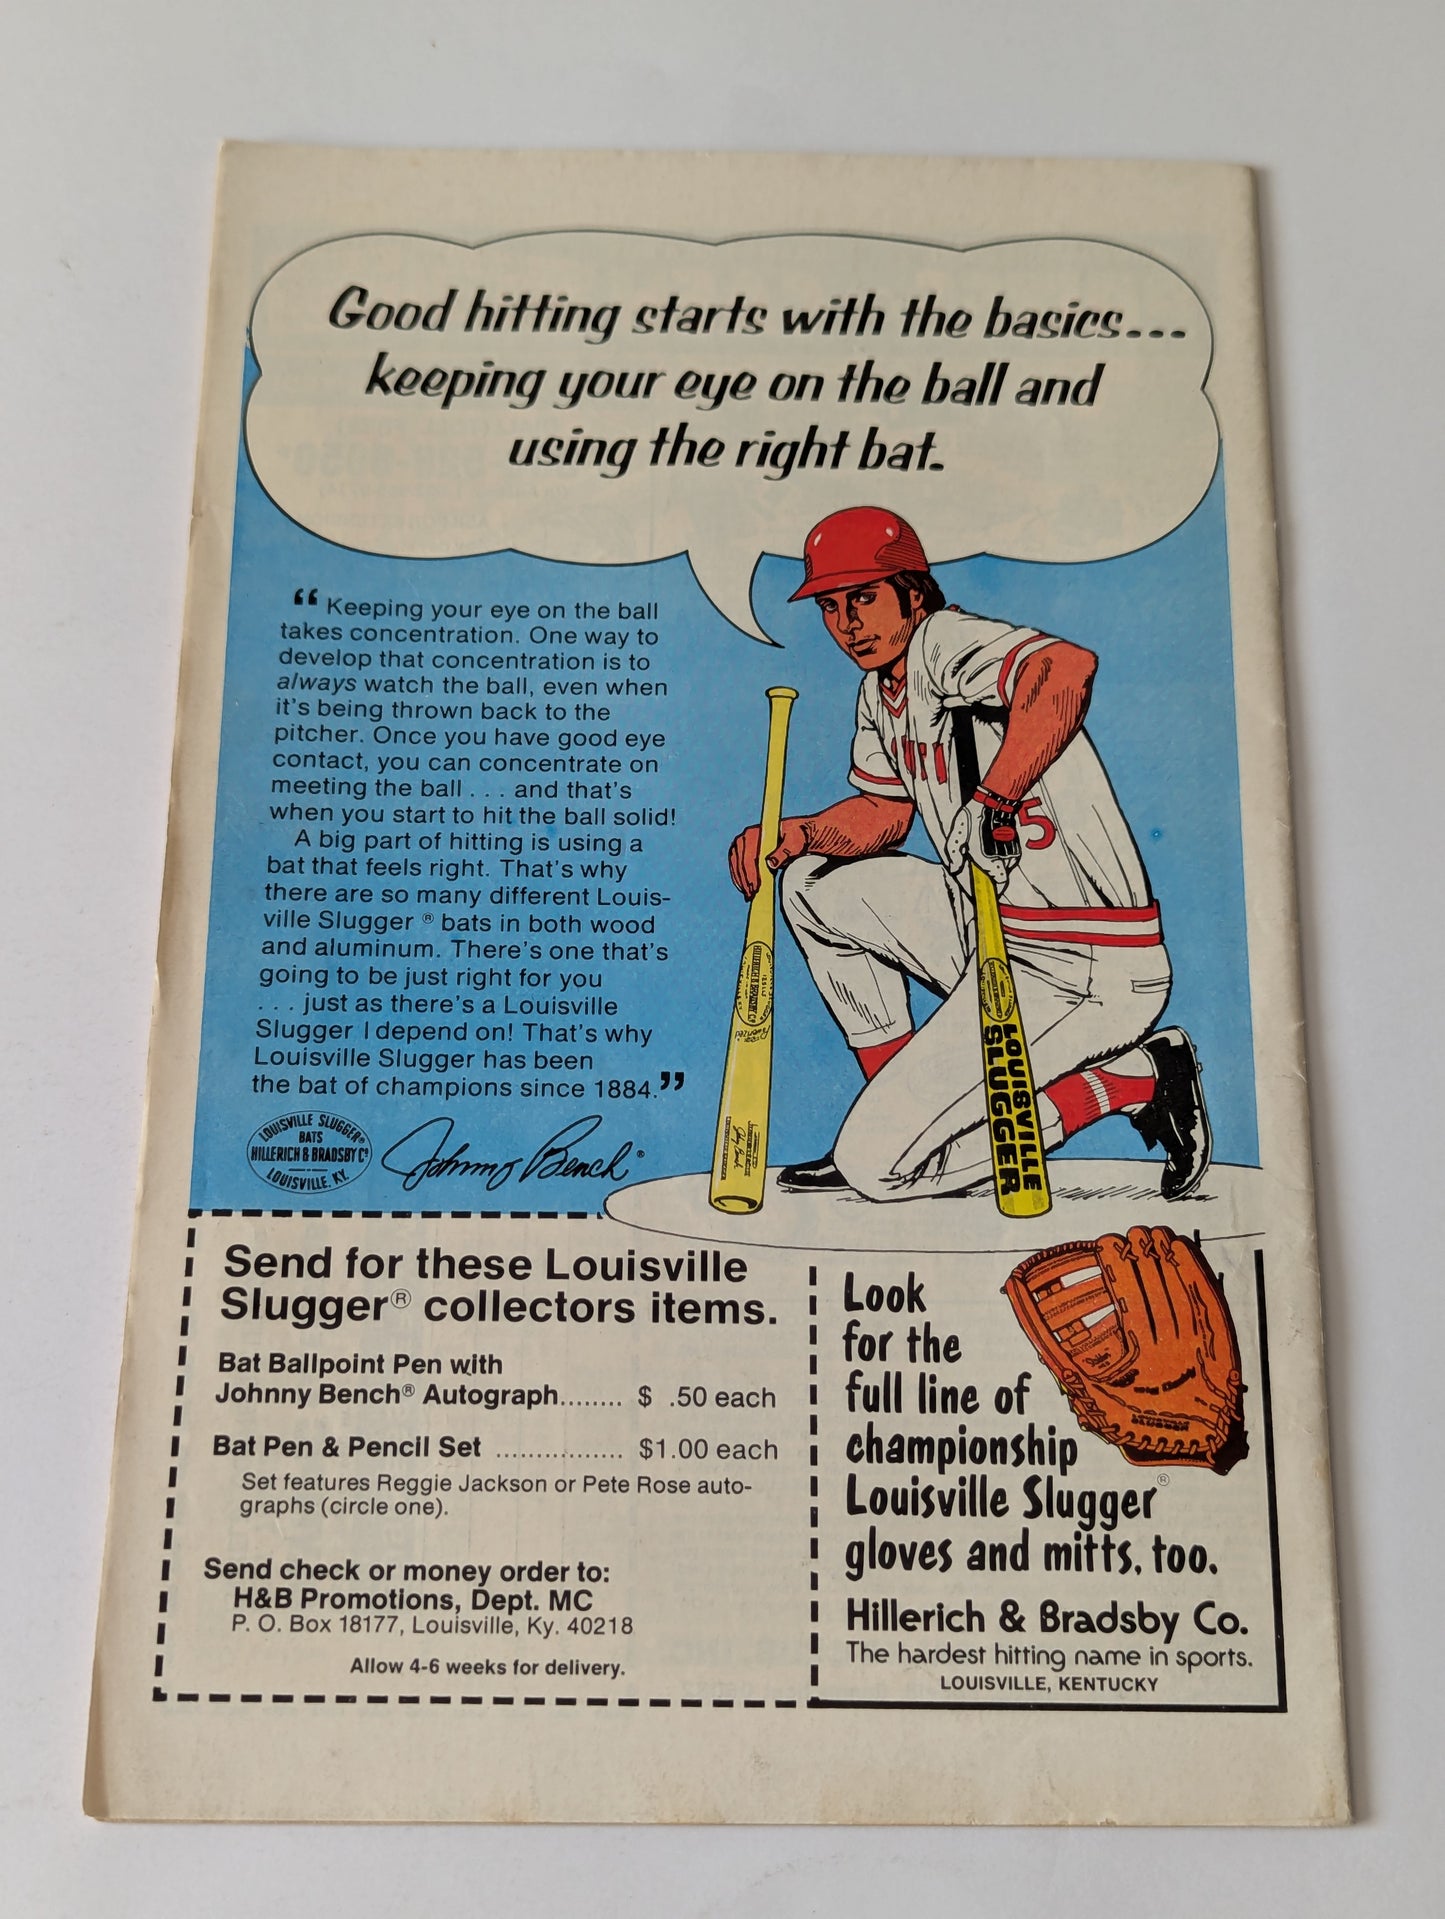 Good hitting starts with the basics...
keeping your eye on the ball and
using the right bat.
“ Keeping your eye on the ball
takes concentration. One way to
develop that concentration is to
always watch the ball, even when
it's being thrown back to the
pitcher. Once you have good eye
contact, you can concentrate on
meeting the ball . . . and that's
when you start to hit the ball solid!
A big part of hitting is using a
bat that feels right. That's why
there are so many different Louis-
ville Slugger ® bats in both wood
and aluminum. There's one that's
going to be just right for you
. . . just as there's a Louisville
Slugger I depend on! That's why
Louisville Slugger has been
the bat of champions since 1884.”
LOUISVILLE SLUGGER®
BATS
HILLERICH & BRADSBY Co
LOUISVILLE. KY.
Johnny Bench®
5
HILLERICH & BRADSBY Co
LOUISVILLE
SLUGGER
Send for these Louisville
Slugger® collectors items.
Bat Ballpoint Pen with
Johnny Bench® Autograph........ $ .50 each
Bat Pen & Pencil Set ................ $1.00 each
Set features Reggie Jackson or Pete Rose auto-
graphs (circle one).
Send check or money order to:
H&B Promotions, Dept. MC
P. O. Box 18177, Louisville, Ky. 40218
Allow 4-6 weeks for delivery.
Look
for the
full line of
championship
Louisville Slugger®
gloves and mitts, too.
Hillerich & Bradsby Co.
The hardest hitting name in sports.
LOUISVILLE, KENTUCKY